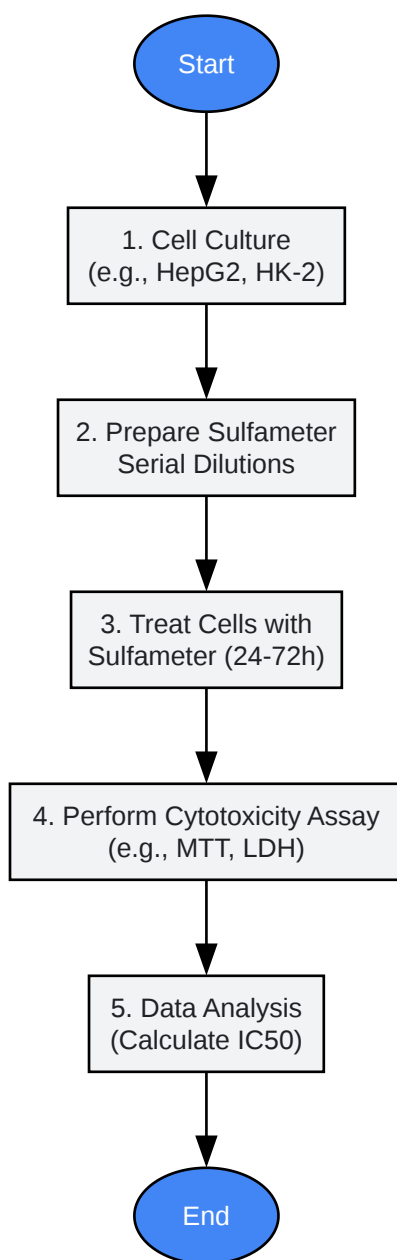 Start
1. Cell Culture
(e.g., HepG2, HK-2)
2. Prepare Sulfameter
Serial Dilutions
3. Treat Cells with
Sulfameter (24-72h)
4. Perform Cytotoxicity Assay
(e.g., MTT, LDH)
5. Data Analysis
(Calculate IC50)
End